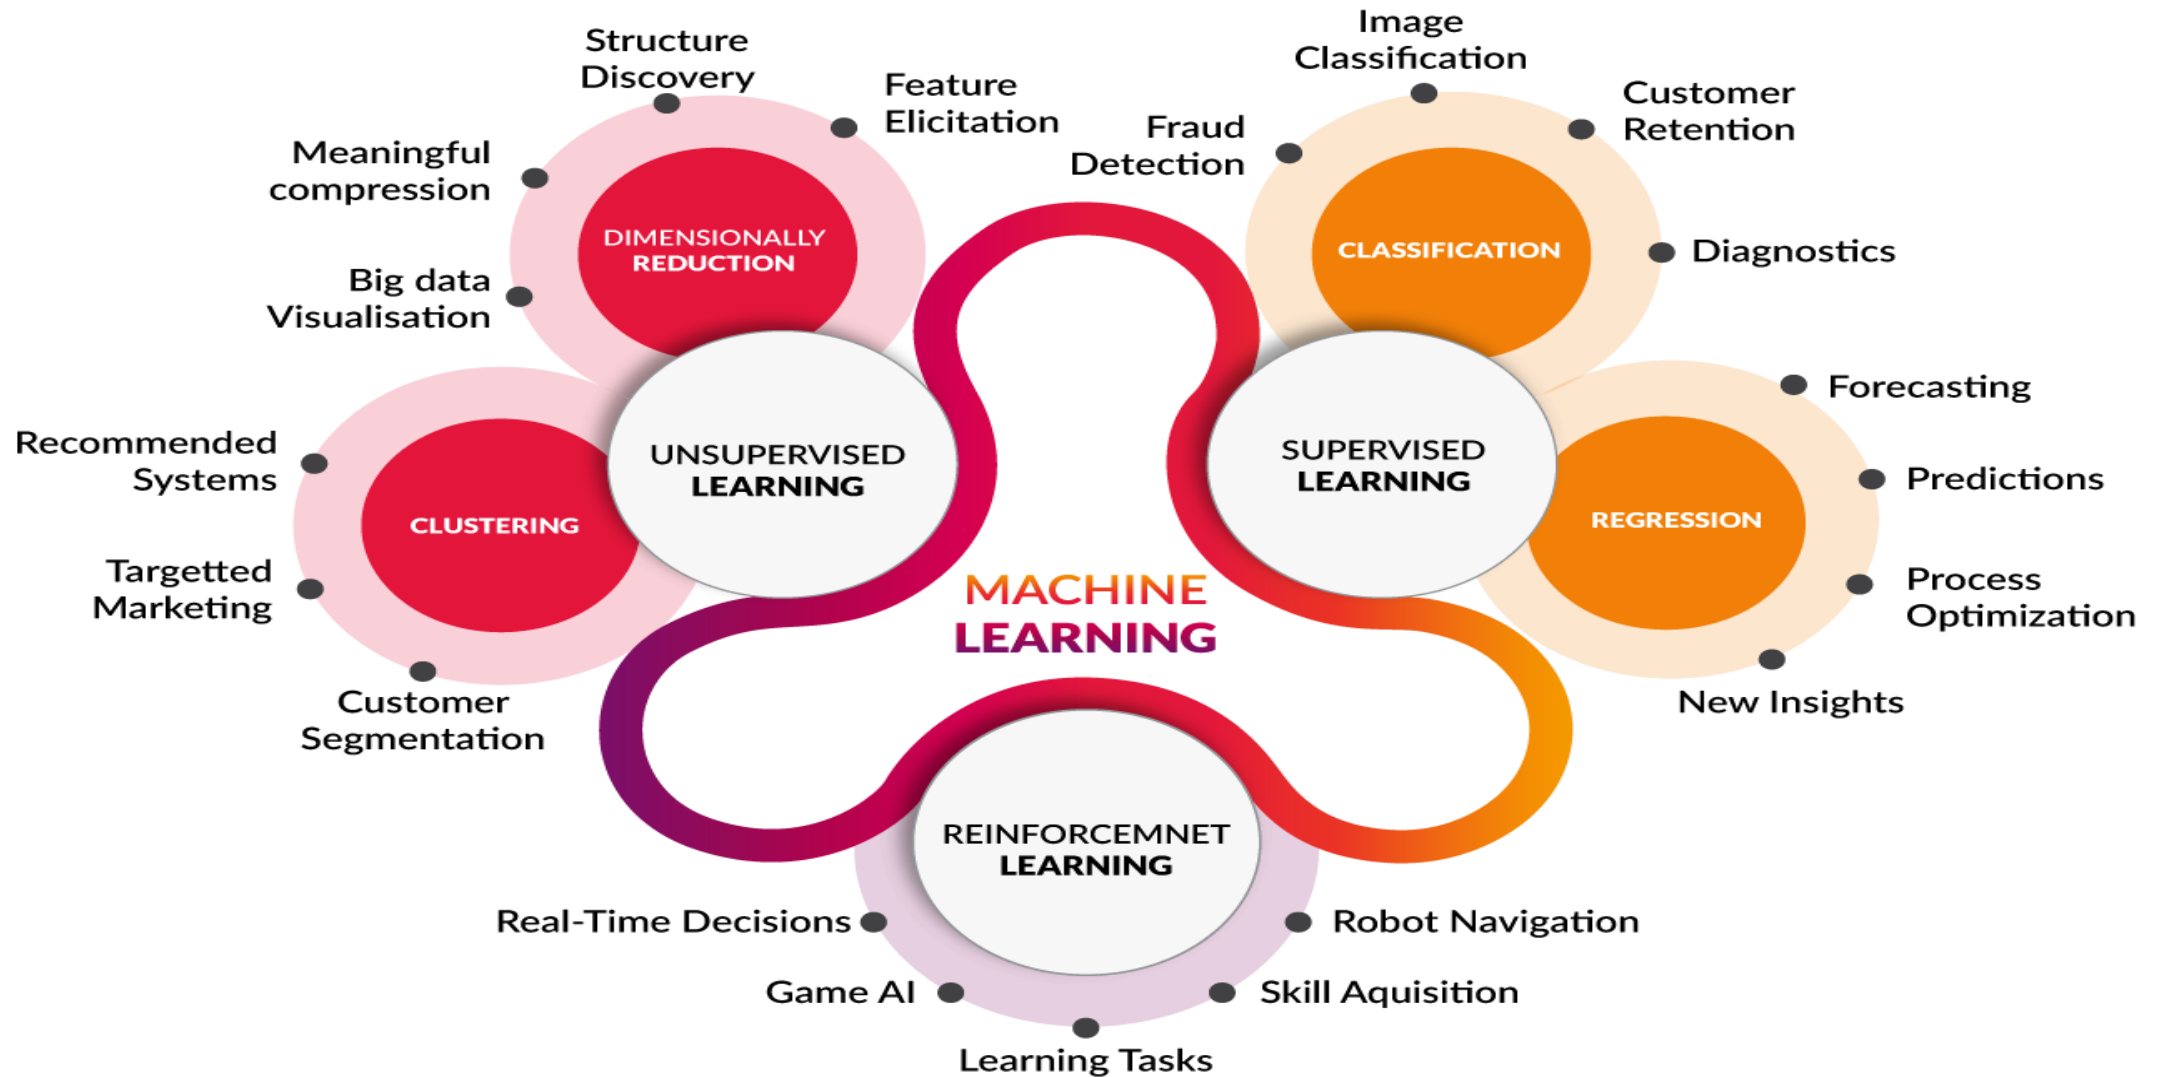 Structure
Discovery
Feature
Elicitation
Meaningful
compression
Big data
Visualisation
DIMENSIONALLY
REDUCTION
Recommended
Systems
Targetted
Marketing
Customer
Segmentation
CLUSTERING
UNSUPERVISED
LEARNING
Image
Classification
Fraud
Detection
Customer
Retention
Diagnostics
CLASSIFICATION
SUPERVISED
LEARNING
Forecasting
Predictions
Process
Optimization
New Insights
REGRESSION
MACHINE
LEARNING
REINFORCEMNET
LEARNING
Real-Time Decisions
Game AI
Learning Tasks
Skill Aquisition
Robot Navigation